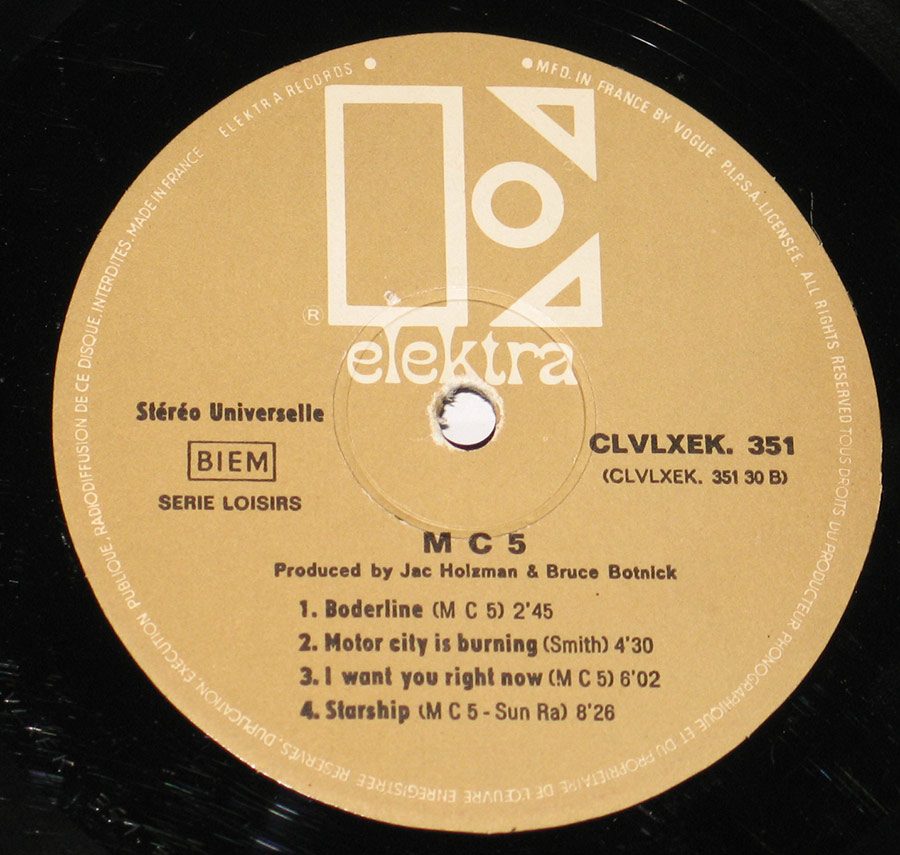 ELEKTRA RECORDS
MFD. IN FRANCE BY VOGUE P.I.P.S.A. LICENSEE. ALL RIGHTS RESERVED TOUS DROITS DU PRODUCTEUR PHONOGRAPHIQUE ET DU PROPRIETAIRE DE L'ŒUVRE ENREGISTREE RESERVES, DUPLICATION, EXECUTION PUBLIQUE, RADIODIFFUSION DE CE DISQUE, INTERDITES. MADE IN FRANCE
®
elektra
Stéréo Universelle
BIEM
SERIE LOISIRS
CLVLXEK. 351
(CLVLXEK. 351 30 B)
M C 5
Produced by Jac Holzman & Bruce Botnick
1. Boderline (M C 5) 2'45
2. Motor city is burning (Smith) 4'30
3. I want you right now (M C 5) 6'02
4. Starship (M C 5 - Sun Ra) 8'26